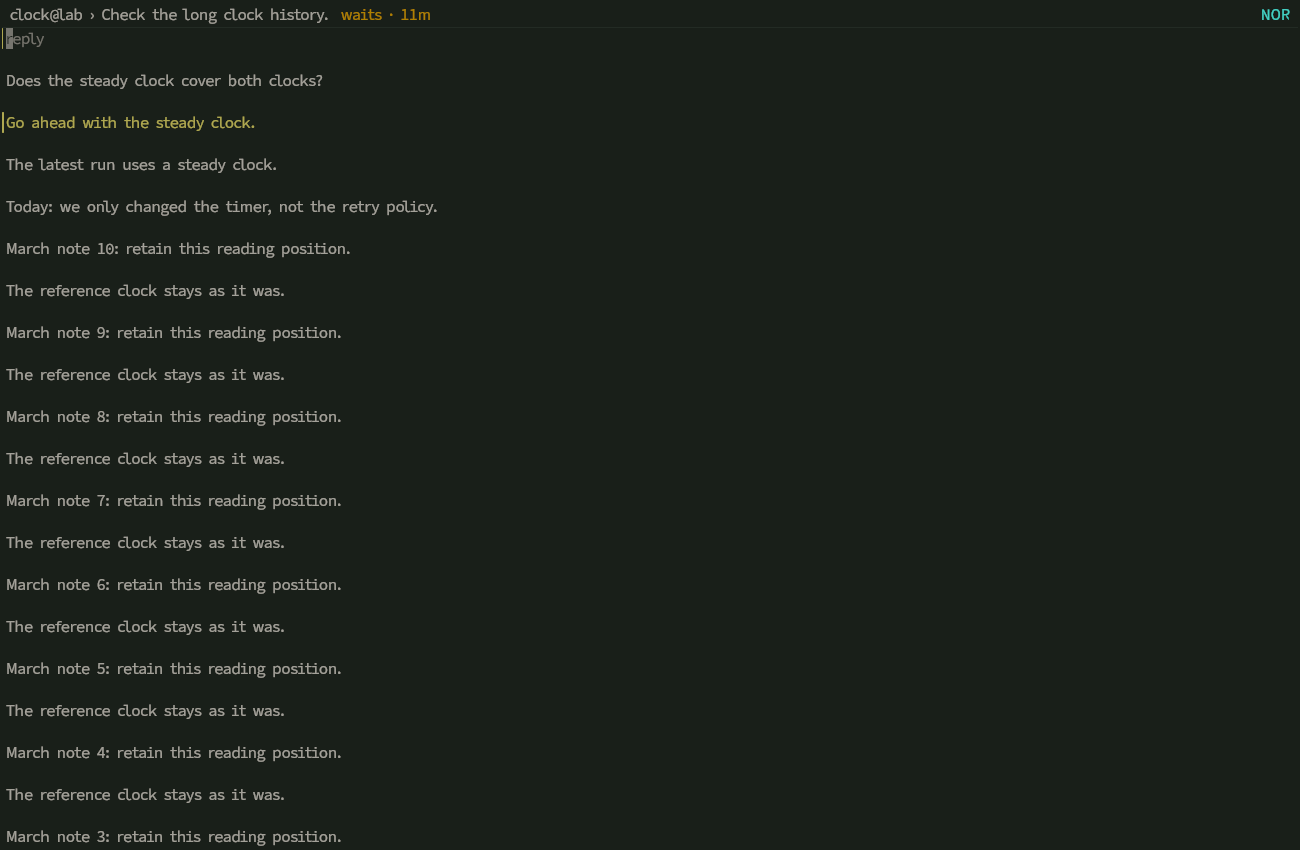 clock@lab › Check the long clock history. waits · 11m NOR
reply
Does the steady clock cover both clocks?
Go ahead with the steady clock.
The latest run uses a steady clock.
Today: we only changed the timer, not the retry policy.
March note 10: retain this reading position.
The reference clock stays as it was.
March note 9: retain this reading position.
The reference clock stays as it was.
March note 8: retain this reading position.
The reference clock stays as it was.
March note 7: retain this reading position.
The reference clock stays as it was.
March note 6: retain this reading position.
The reference clock stays as it was.
March note 5: retain this reading position.
The reference clock stays as it was.
March note 4: retain this reading position.
The reference clock stays as it was.
March note 3: retain this reading position.